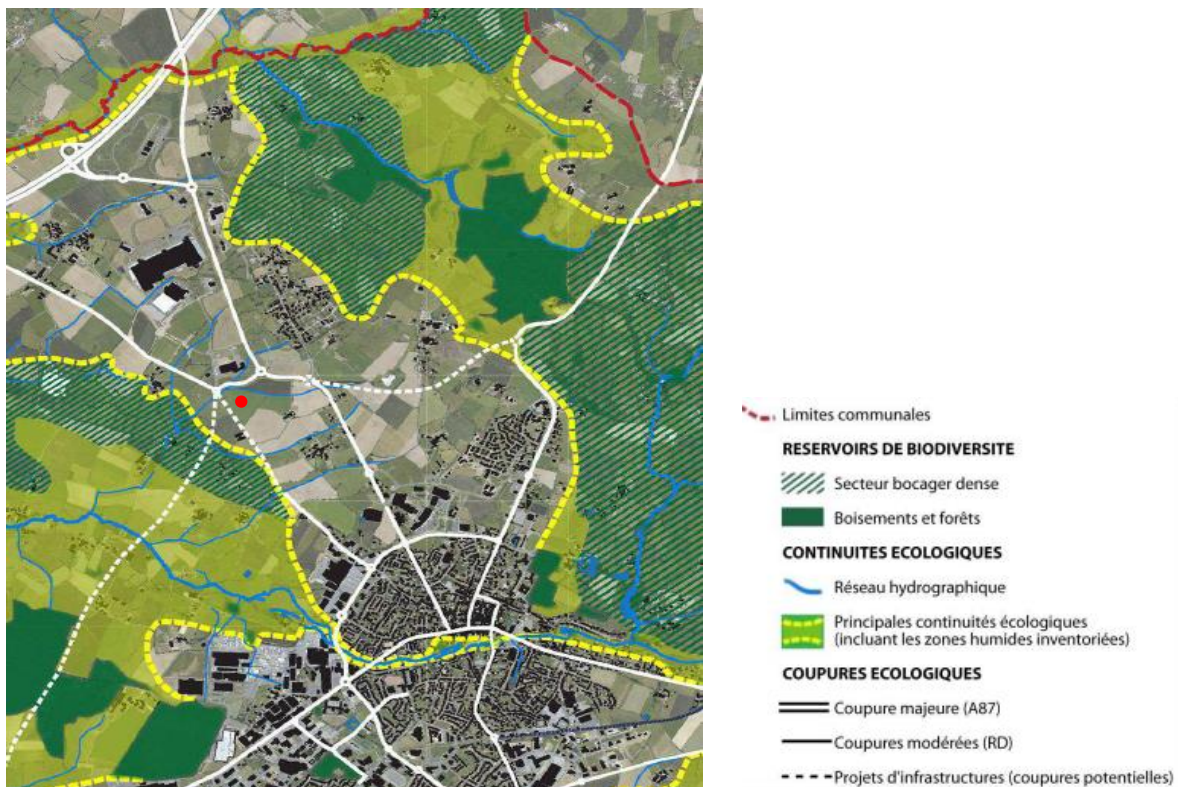 Limites communales
RESERVOIRS DE BIODIVERSITE
Secteur bocager dense
Boisements et forêts
CONTINUITES ECOLOGIQUES
Réseau hydrographique
Principales continuités écologiques
(incluant les zones humides inventoriées)
COUPURES ECOLOGIQUES
Coupure majeure (A87)
Coupures modérées (RD)
Projets d'infrastructures (coupures potentielles)